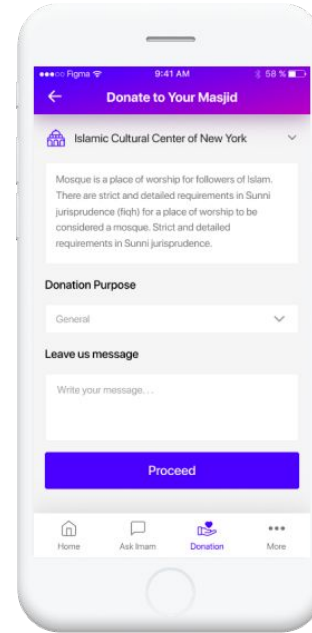 Figma 9:41 AM 58 %
Donate to Your Masjid
Islamic Cultural Center of New York
Mosque is a place of worship for followers of Islam.
There are strict and detailed requirements in Sunni
jurisprudence (fiqh) for a place of worship to be
considered a mosque. Strict and detailed
requirements in Sunni jurisprudence.
Donation Purpose
General
Leave us message
Write your message. . .
Proceed
Home Ask Imam Donation More